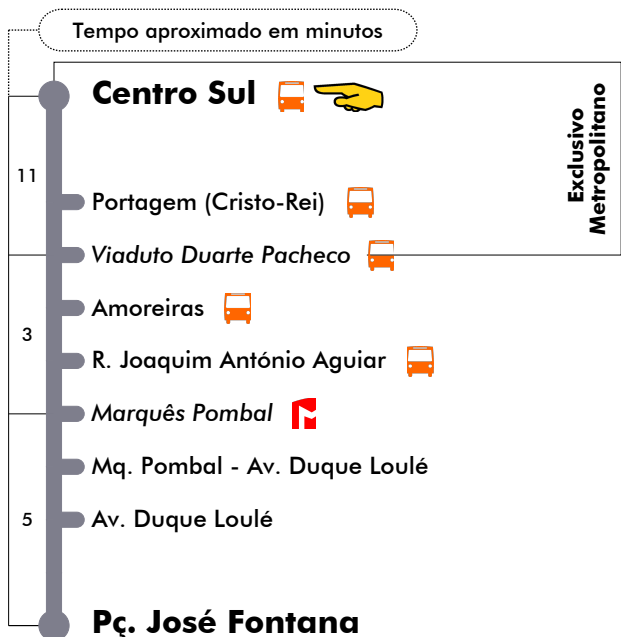 Tempo aproximado em minutos
Centro Sul
Exclusivo
Metropolitano
11
Portagem (Cristo-Rei)
Viaduto Duarte Pacheco
Amoreiras
3
R. Joaquim António Aguiar
Marquês Pombal
Mq. Pombal - Av. Duque Loulé
5
Av. Duque Loulé
Pç. José Fontana